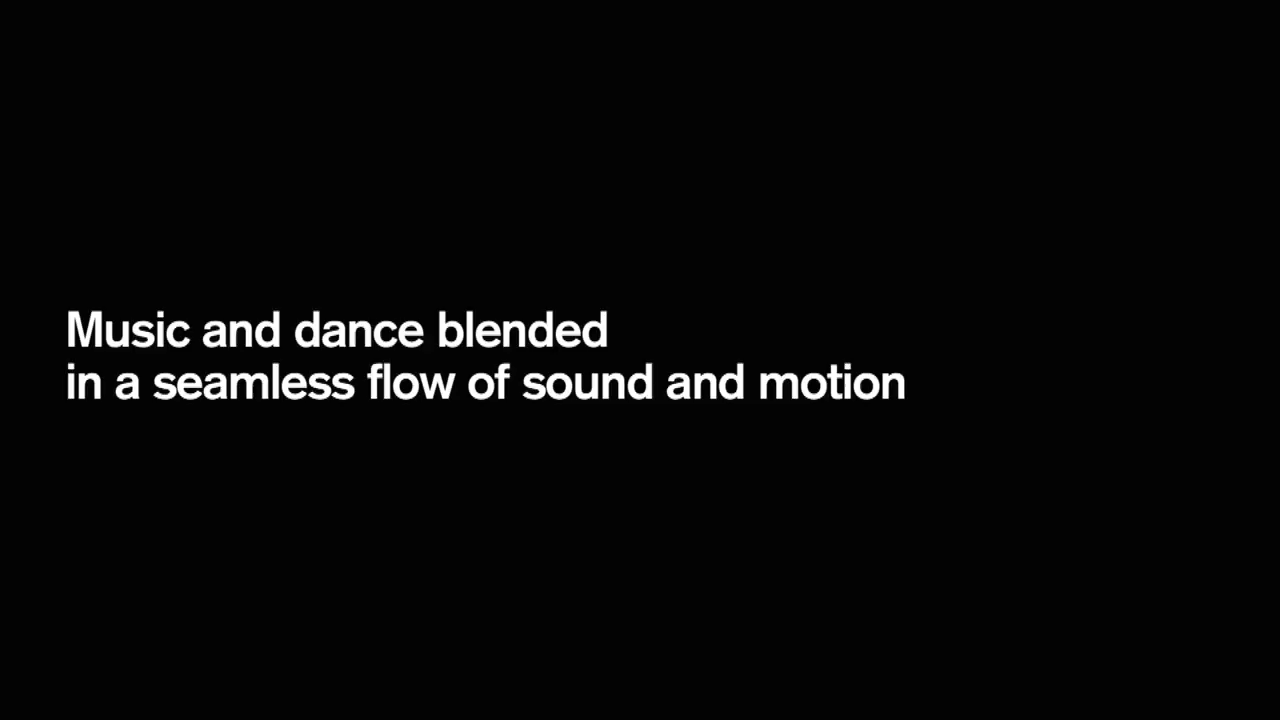 Music and dance blended
in a seamless flow of sound and motion